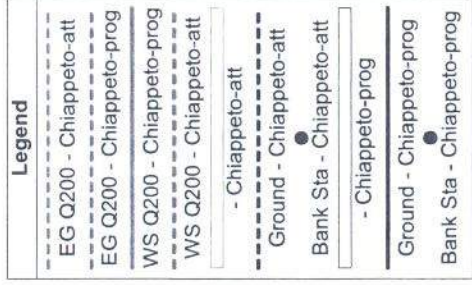 Legend
EG Q200 - Chiappeto-att
EG Q200 - Chiappeto-prog
WS Q200 - Chiappeto-prog
WS Q200 - Chiappeto-att
- Chiappeto-att
Ground - Chiappeto-att
Bank Sta - Chiappeto-att
- Chiappeto-prog
Ground - Chiappeto-prog
Bank Sta - Chiappeto-prog